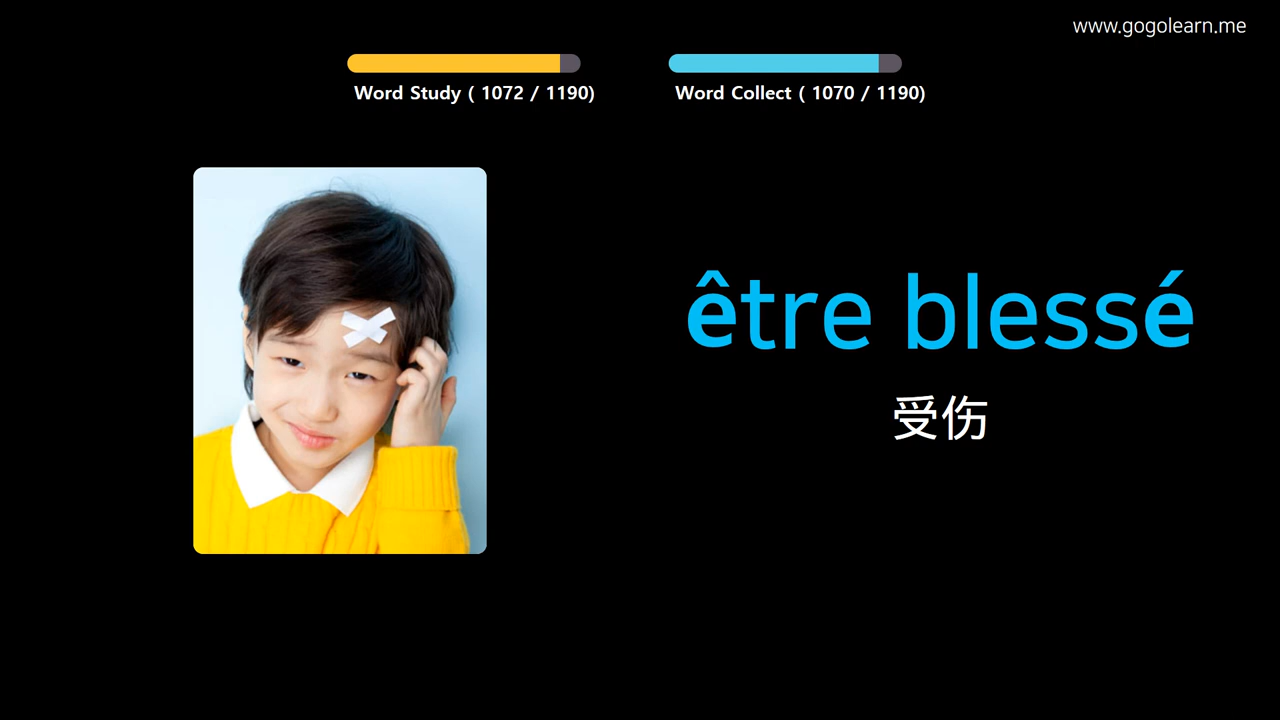 www.gogolearn.me
Word Study ( 1072 / 1190)
Word Collect ( 1070 / 1190)
être blessé
受伤